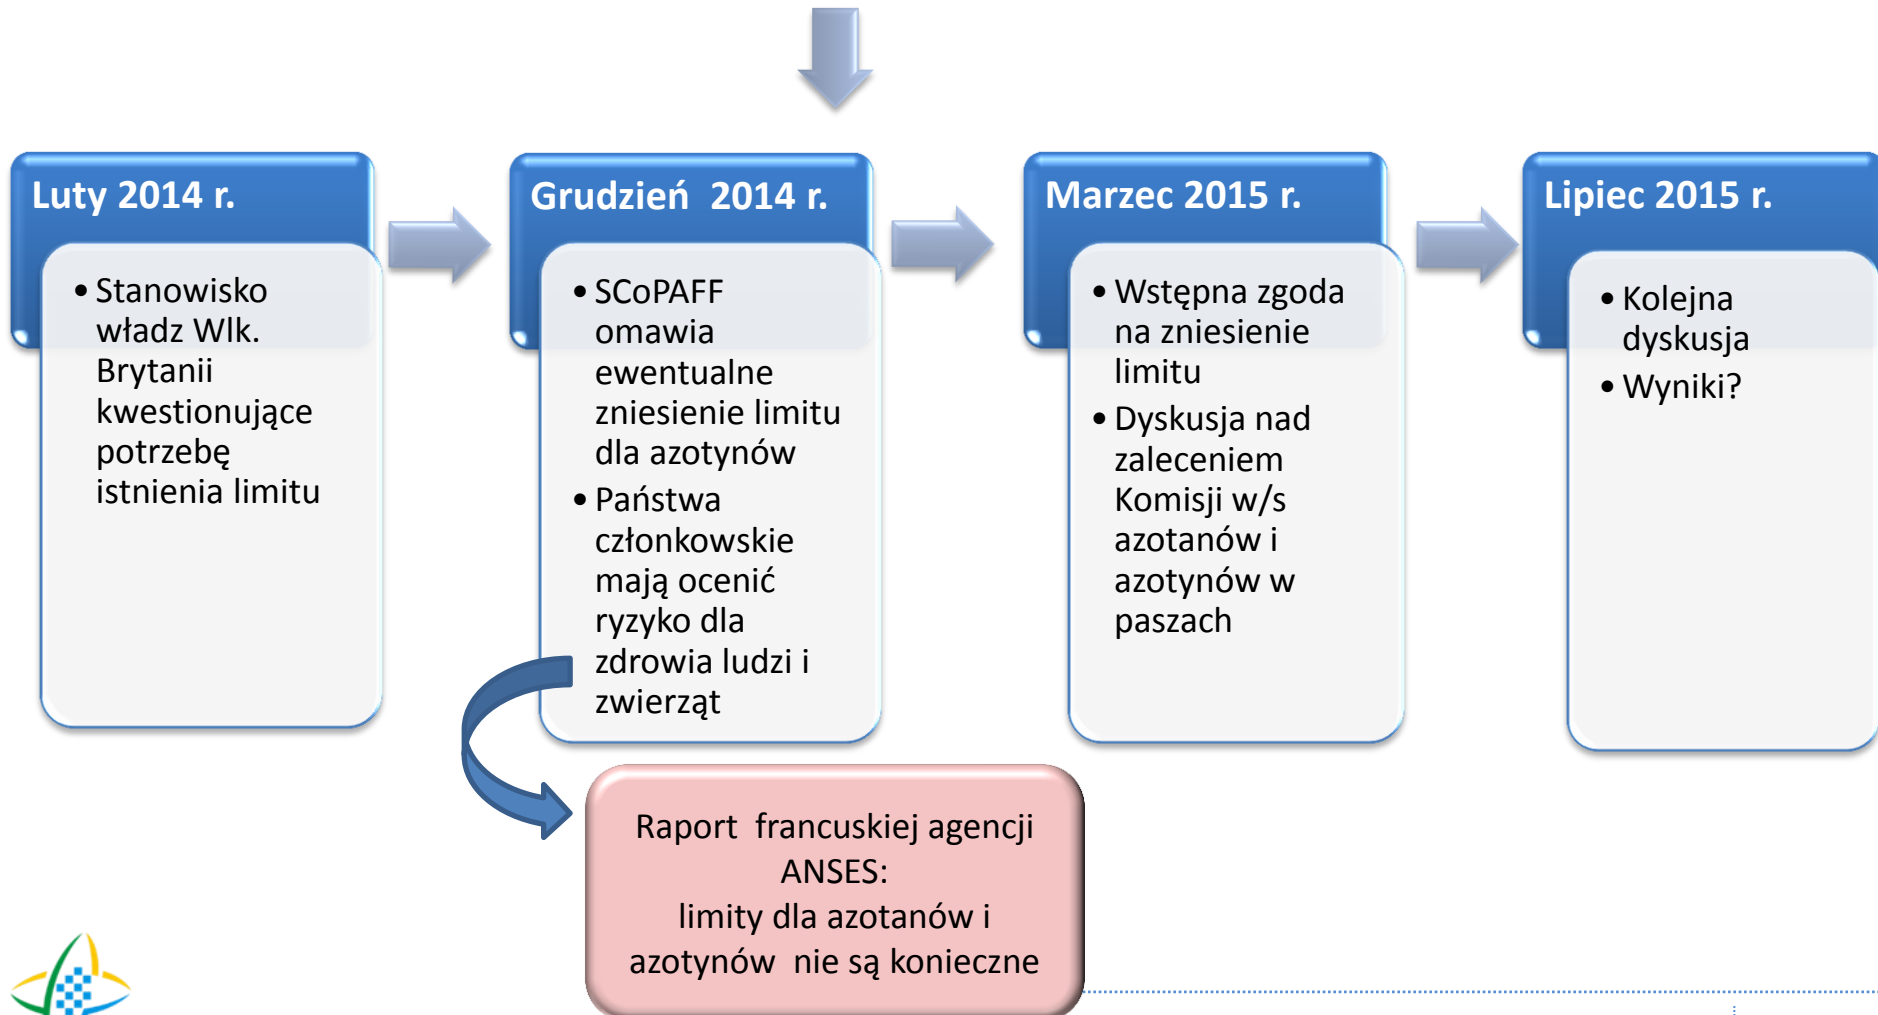 Luty 2014 r.
• Stanowisko
władz Wlk.
Brytanii
kwestionujące
potrzebę
istnienia limitu
Grudzień 2014 r.
• SCoPAFF
omawia
ewentualne
zniesienie limitu
dla azotynów
• Państwa
członkowskie
mają ocenić
ryzyko dla
zdrowia ludzi i
zwierząt
Marzec 2015 r.
• Wstępna zgoda
na zniesienie
limitu
• Dyskusja nad
zaleceniem
Komisji w/s
azotanów i
azotynów w
paszach
Lipiec 2015 r.
• Kolejna
dyskusja
• Wyniki?
Raport francuskiej agencji
ANSES:
limity dla azotanów i
azotynów nie są konieczne